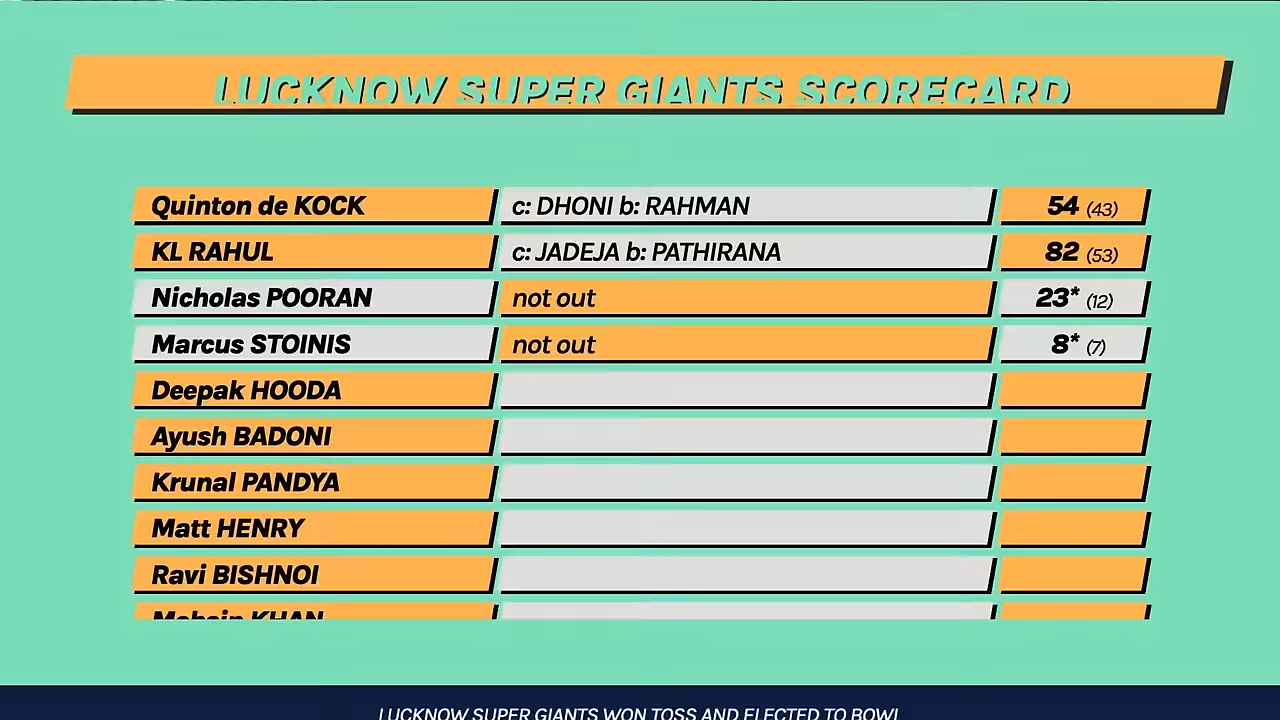 LUCKNOW SUPER GIANTS SCORECARD
Quinton de KOCK c: DHONI b: RAHMAN 54 (43)
KL RAHUL c: JADEJA b: PATHIRANA 82 (53)
Nicholas POORAN not out 23* (12)
Marcus STOINIS not out 8* (7)
Deepak HOODA
Ayush BADONI
Krunal PANDYA
Matt HENRY
Ravi BISHNOI
Mohsin KHAN
LUCKNOW SUPER GIANTS WON TOSS AND ELECTED TO BOWL